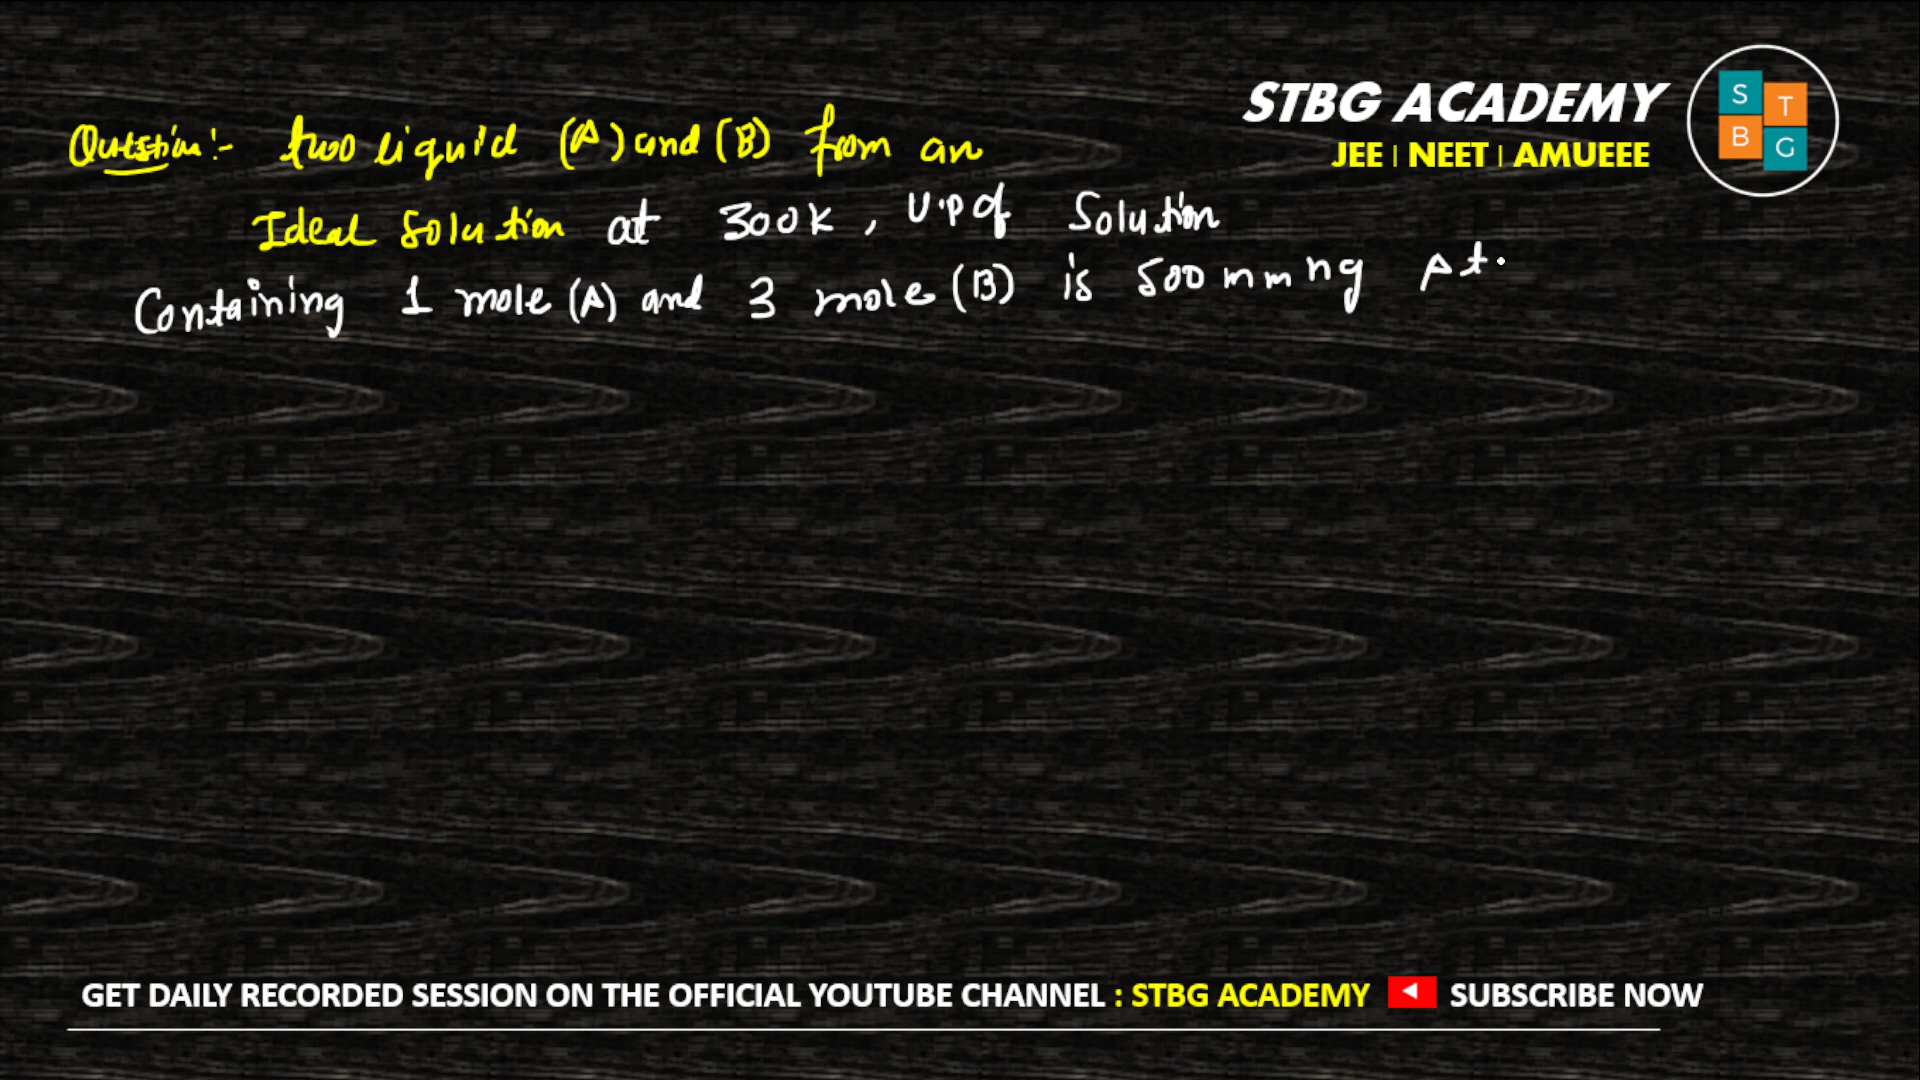 STBG ACADEMY
JEE | NEET | AMUEEE
S T
B G
Question:- two liquid (A) and (B) from an
Ideal Solution at 300K, V.P of Solution
Containing 1 mole (A) and 3 mole (B) is 500 mmHg At
GET DAILY RECORDED SESSION ON THE OFFICIAL YOUTUBE CHANNEL : STBG ACADEMY SUBSCRIBE NOW